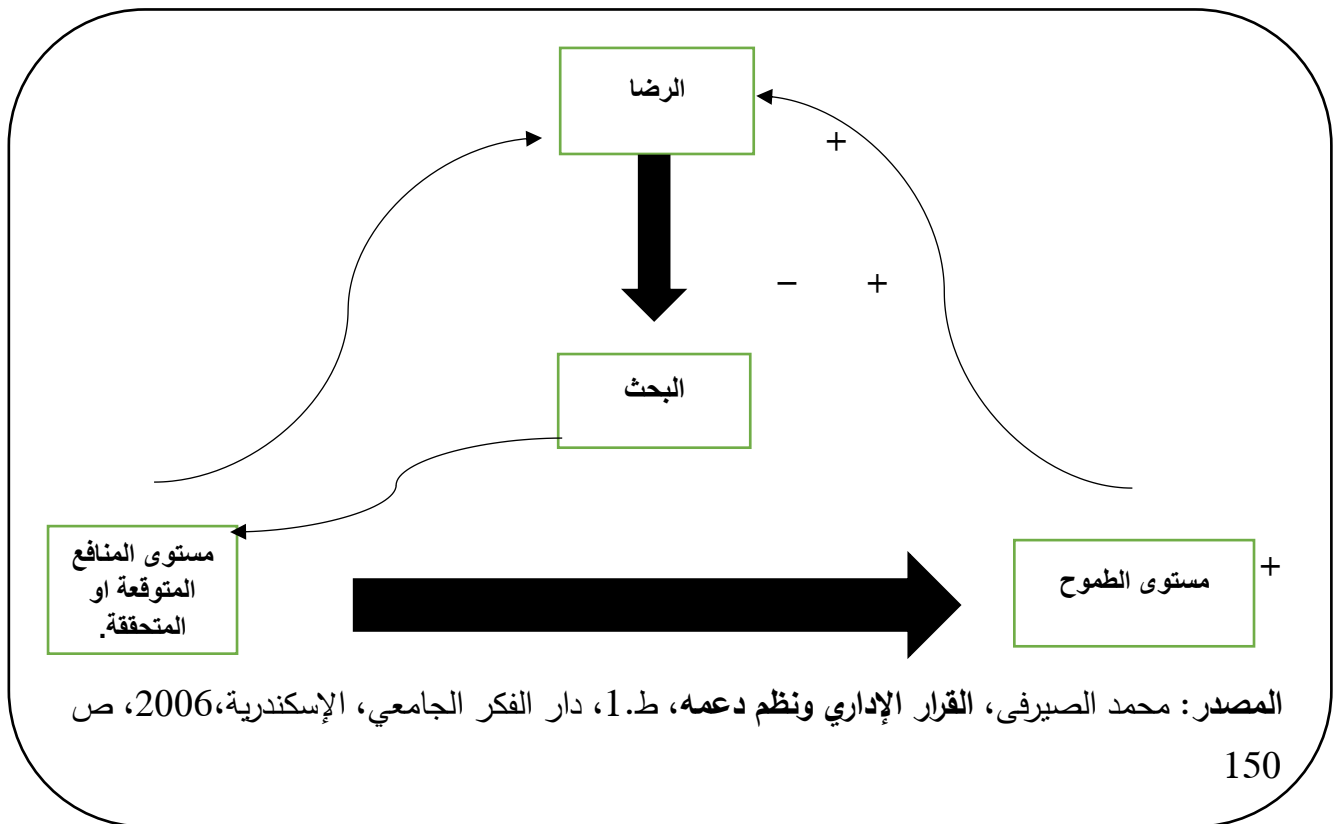 الرضا
+
− +
البحث
مستوى المنافع
المتوقعة او
المتحققة.
مستوى الطموح
+
المصدر: محمد الصيرفى، القرار الإداري ونظم دعمه، ط.1، دار الفكر الجامعي، الإسكندرية،2006، ص
150